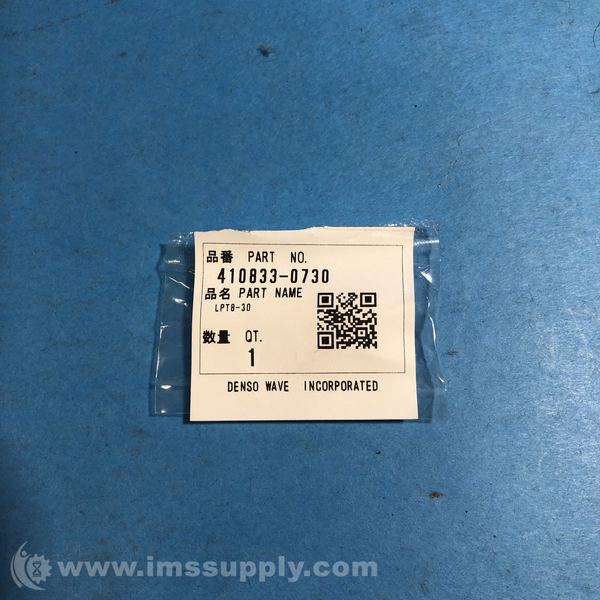 品番 PART NO.
410833-0730
品名 PART NAME
LPT8-30
数量 QT.
1
DENSO WAVE INCORPORATED
www.imssupply.com